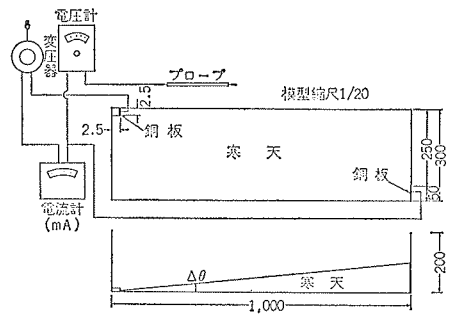 電圧計
変圧器
プローブ
模型縮尺1/20
2.5
2.5
銅板
寒天
銅板
250
300
50
電流計
(mA)
Δθ
寒天
200
1,000